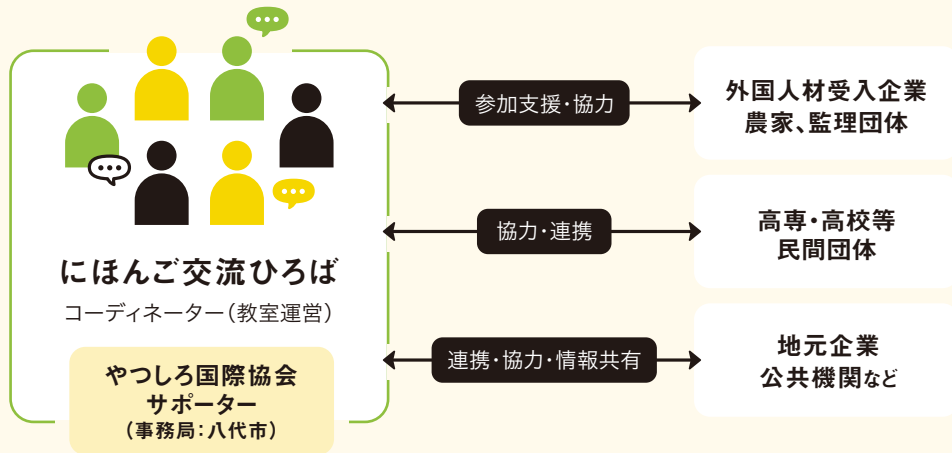 にほんご交流ひろば
コーディネーター（教室運営）
やつしろ国際協会
サポーター
（事務局：八代市）
参加支援・協力
外国人材受入企業
農家、監理団体
協力・連携
高専・高校等
民間団体
連携・協力・情報共有
地元企業
公共機関など